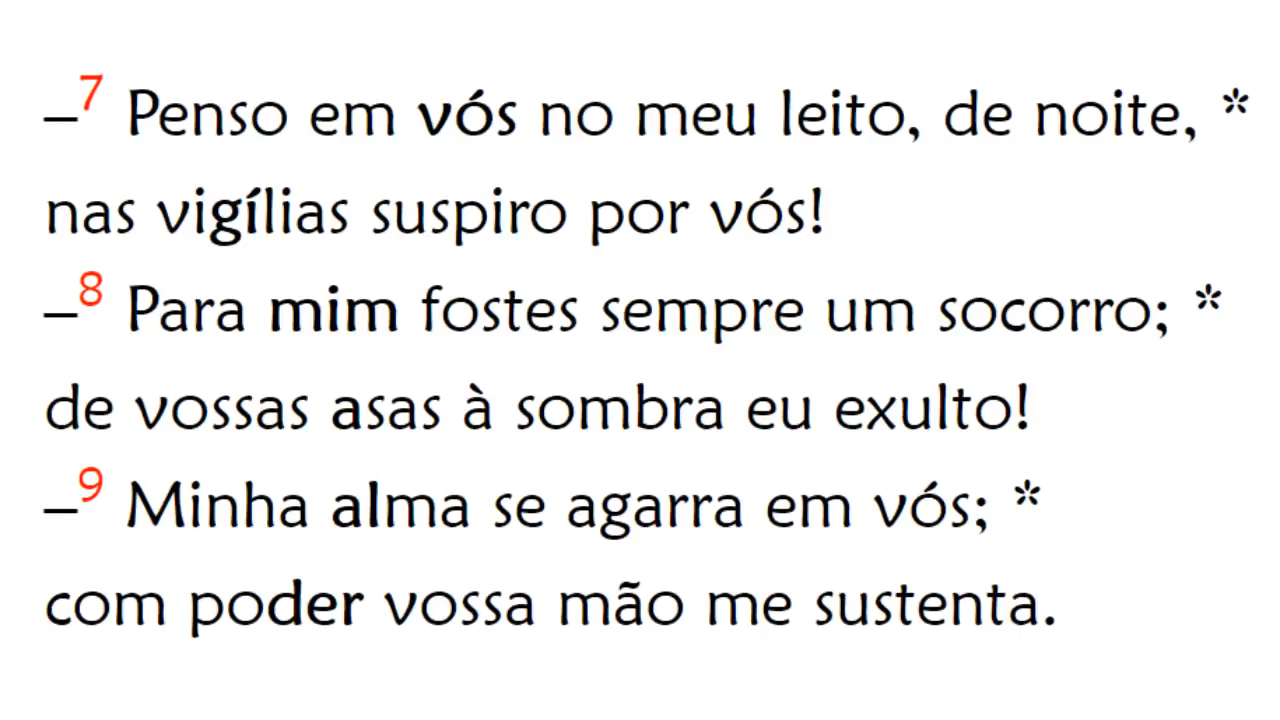 –7 Penso em vós no meu leito, de noite, *
nas vigílias suspiro por vós!
–8 Para mim fostes sempre um socorro; *
de vossas asas à sombra eu exulto!
–9 Minha alma se agarra em vós; *
com poder vossa mão me sustenta.